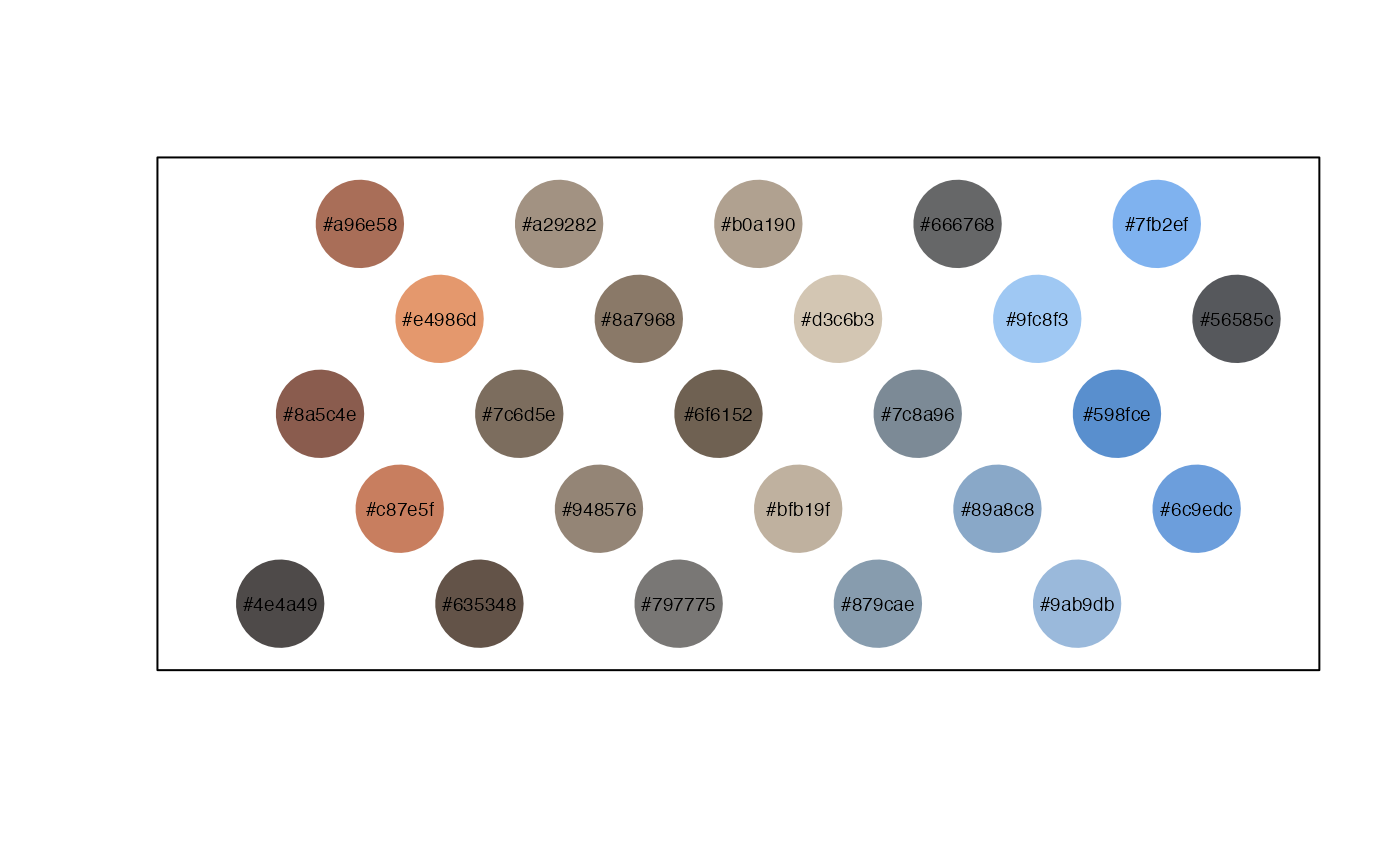 #a96e58 #a29282 #b0a190 #666768 #7fb2ef
#e4986d #8a7968 #d3c6b3 #9fc8f3 #56585c
#8a5c4e #7c6d5e #6f6152 #7c8a96 #598fce
#c87e5f #948576 #bfb19f #89a8c8 #6c9edc
#4e4a49 #635348 #797775 #879cae #9ab9db